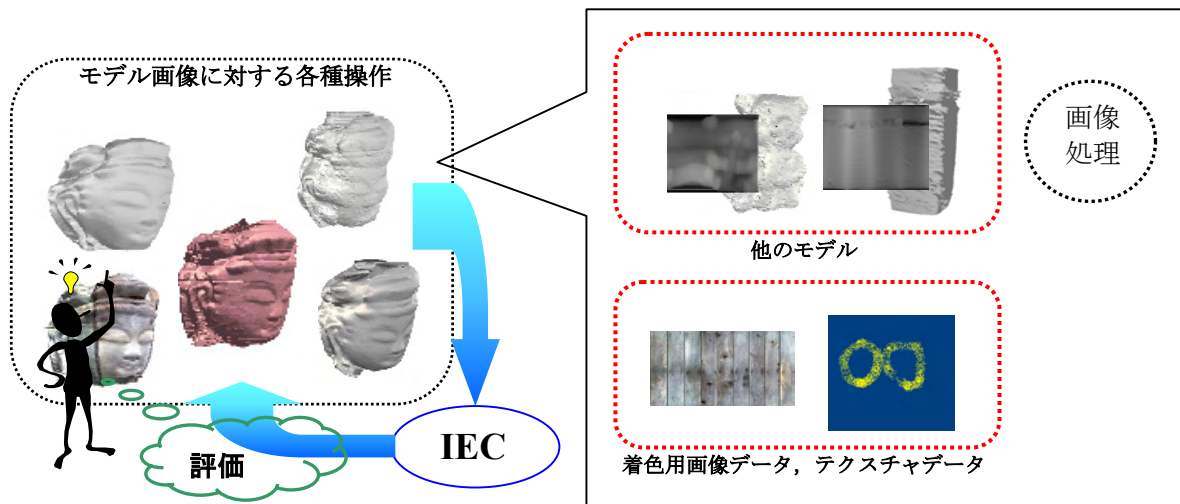 モデル画像に対する各種操作
評価
IEC
他のモデル
画像
処理
着色用画像データ，テクスチャデータ